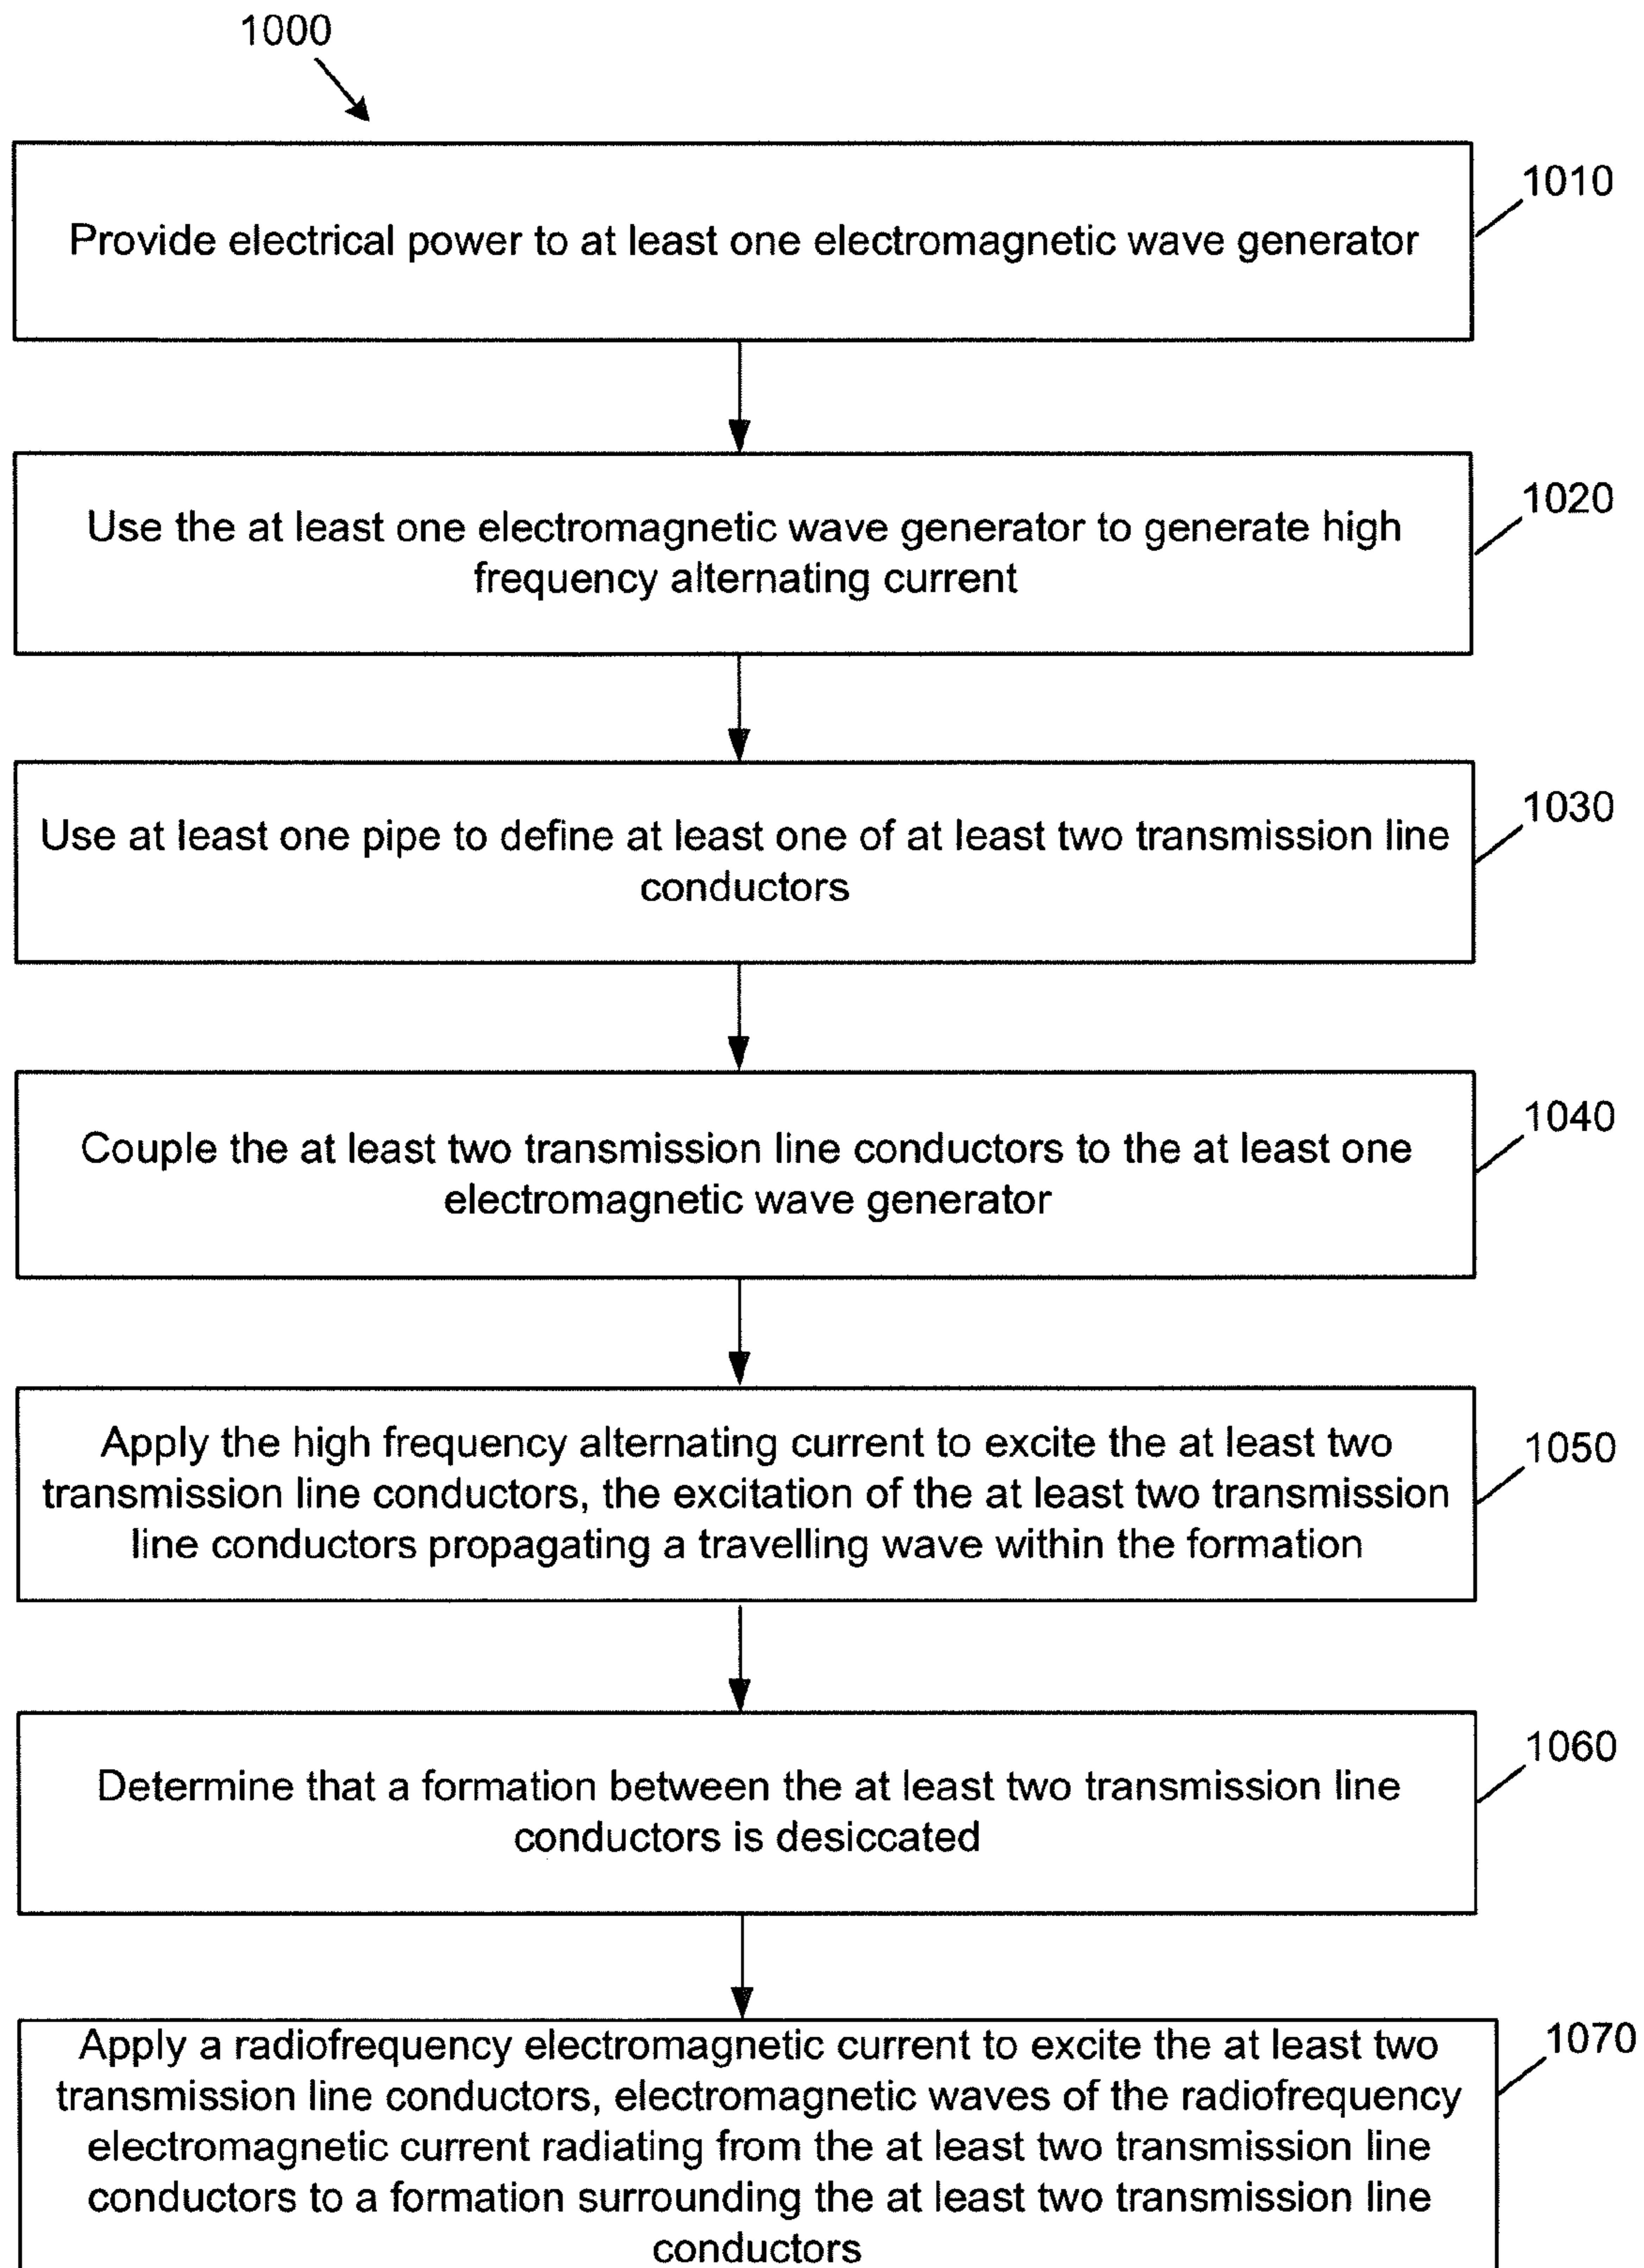 1000
1010
Provide electrical power to at least one electromagnetic wave generator
1020
Use the at least one electromagnetic wave generator to generate high
frequency alternating current
1030
Use at least one pipe to define at least one of at least two transmission line
conductors
1040
Couple the at least two transmission line conductors to the at least one
electromagnetic wave generator
1050
Apply the high frequency alternating current to excite the at least two
transmission line conductors, the excitation of the at least two transmission
line conductors propagating a travelling wave within the formation
1060
Determine that a formation between the at least two transmission line
conductors is desiccated
1070
Apply a radiofrequency electromagnetic current to excite the at least two
transmission line conductors, electromagnetic waves of the radiofrequency
electromagnetic current radiating from the at least two transmission line
conductors to a formation surrounding the at least two transmission line
conductors